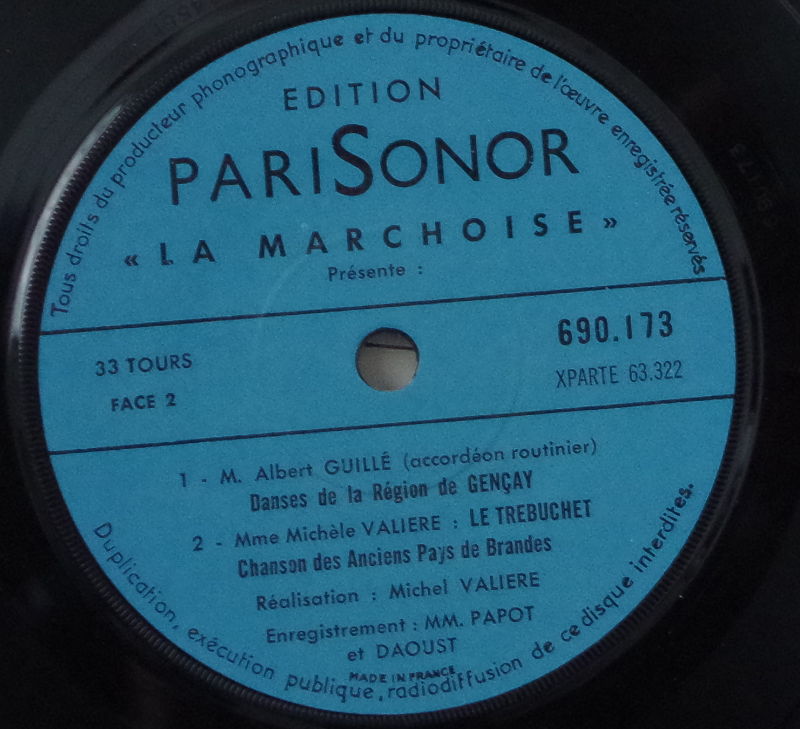 Tous droits du producteur phonographique et du propriétaire de l'œuvre enregistrée réservés
EDITION
PARISONOR
« LA MARCHOISE »
Présente :
33 TOURS
FACE 2
690.173
XPARTE 63.322
1 - M. Albert GUILLÉ (accordéon routinier)
Danses de la Région de GENÇAY
2 - Mme Michèle VALIERE : LE TREBUCHET
Chanson des Anciens Pays de Brandes
Réalisation : Michel VALIERE
Enregistrement : MM. PAPOT
et DAOUST
MADE IN FRANCE
Duplication, exécution publique, radiodiffusion de ce disque interdites.